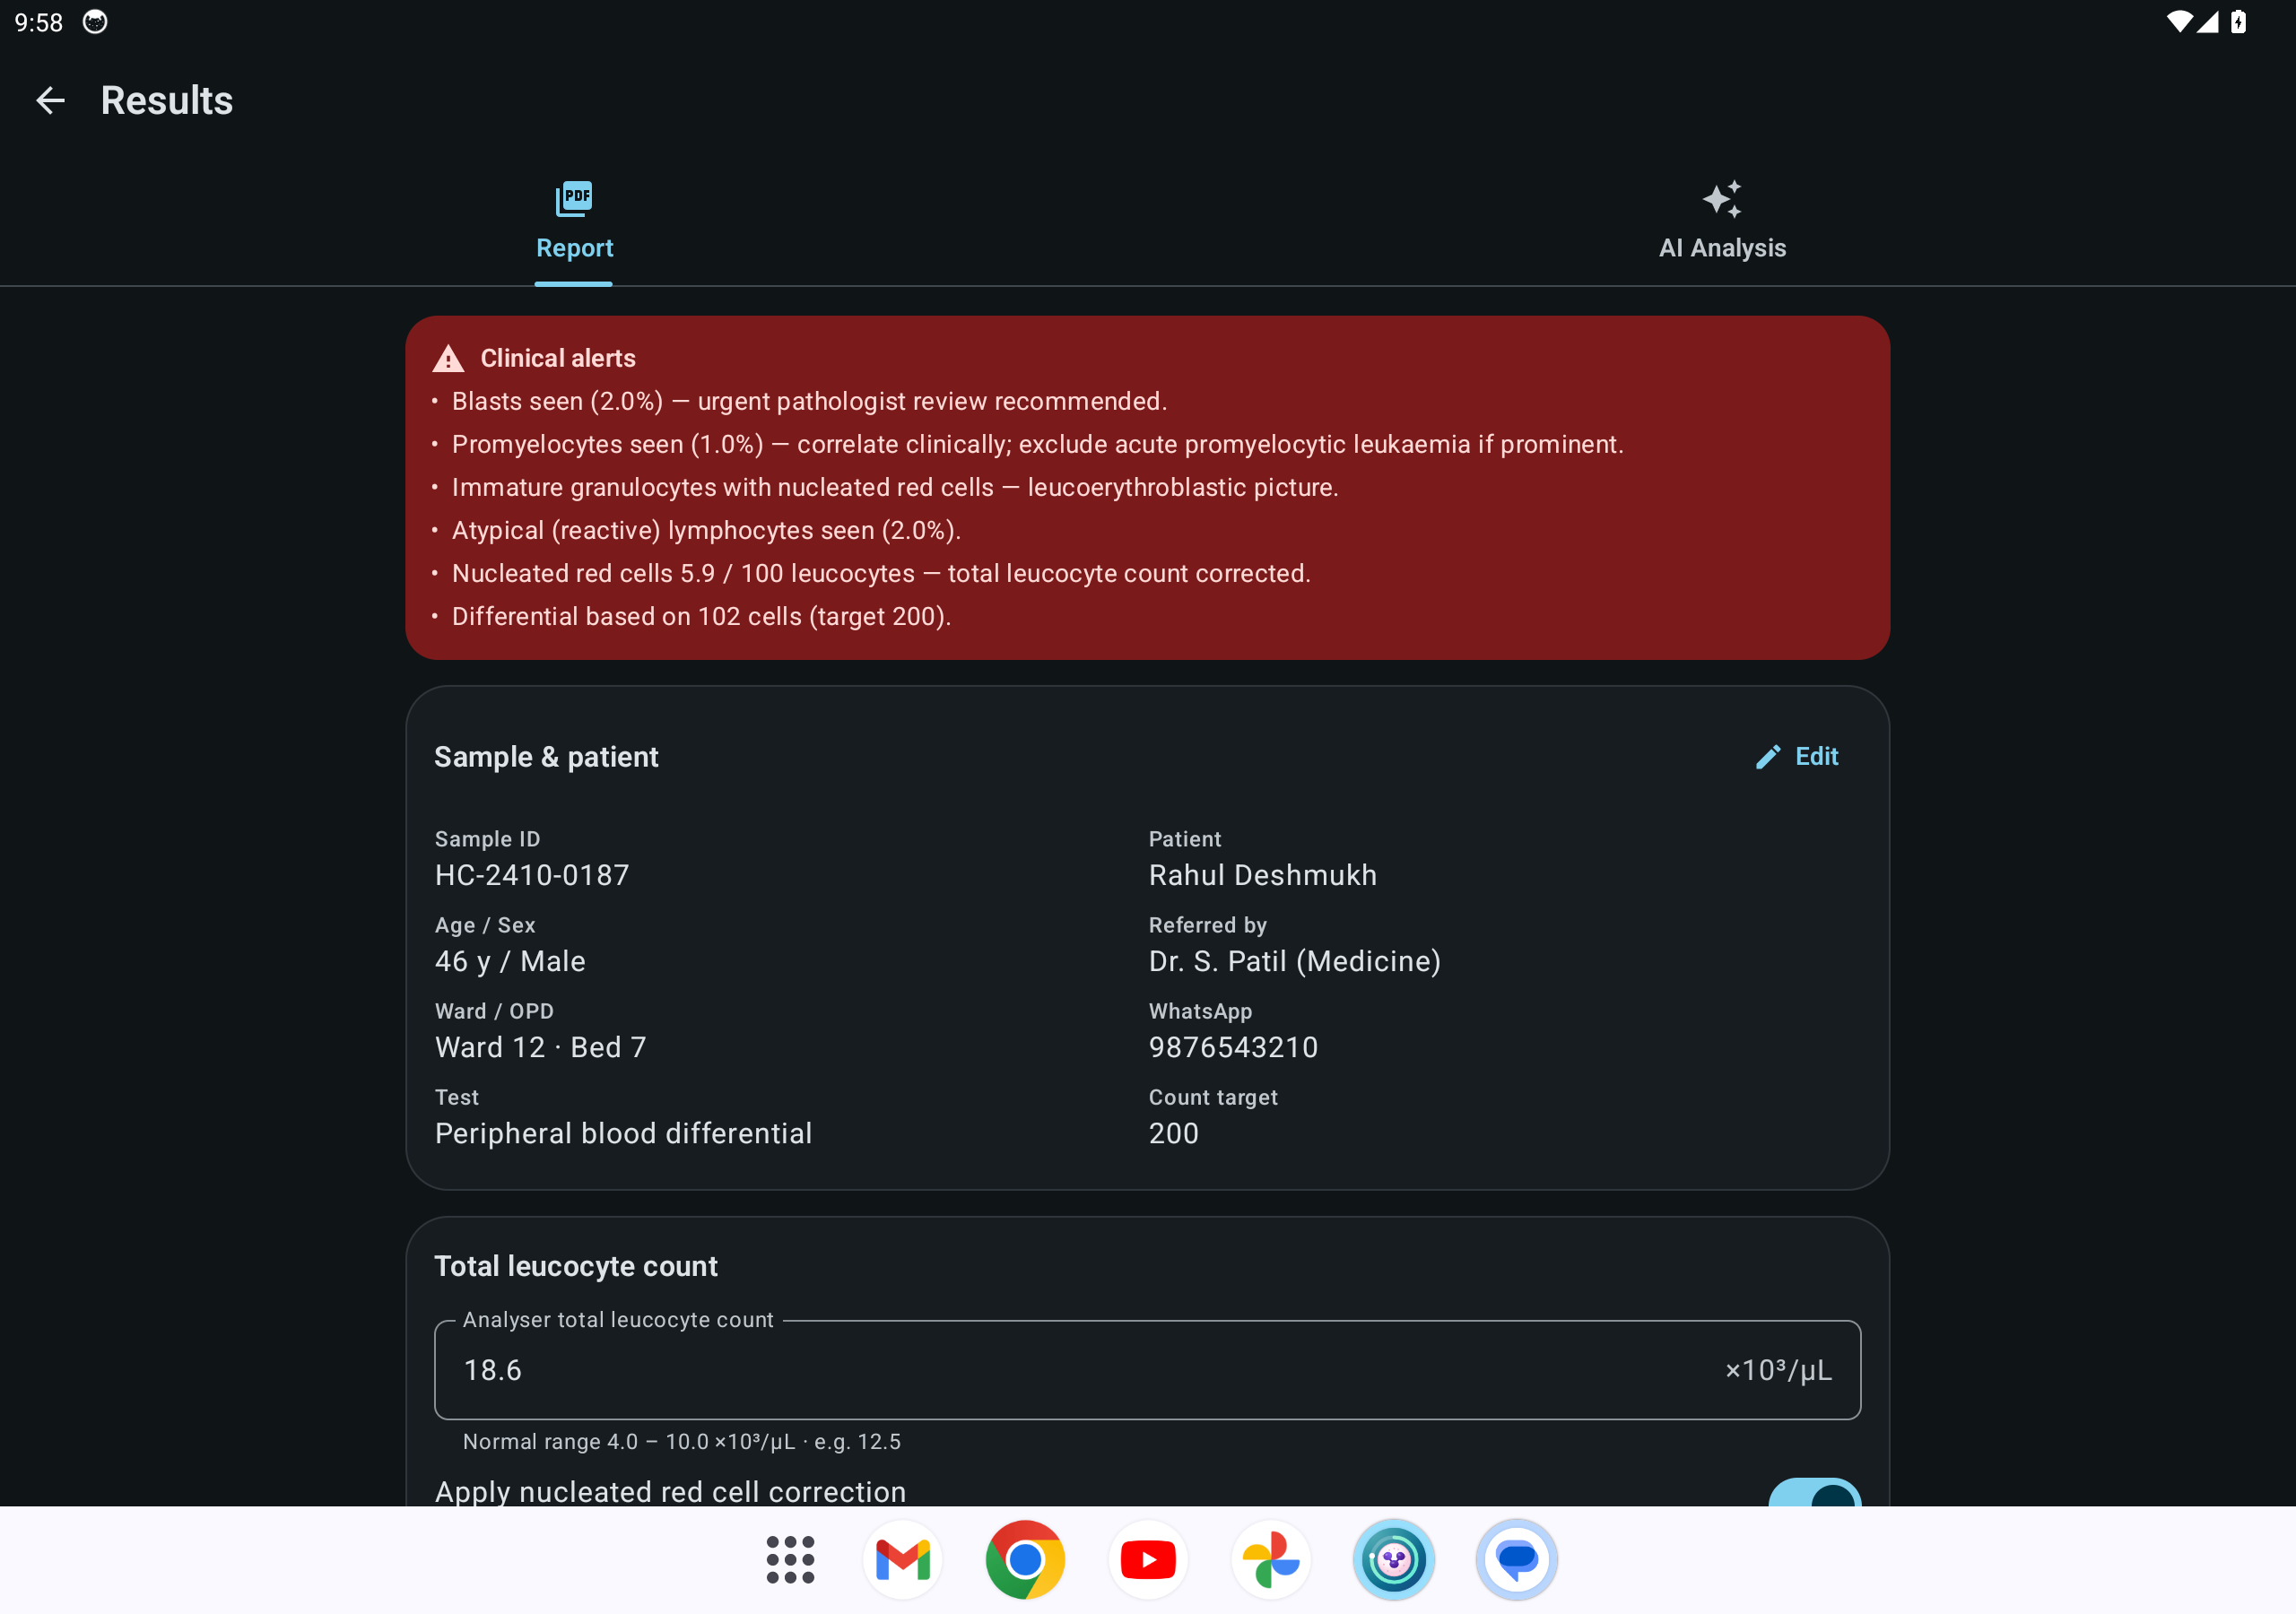 9:58
Results
PDF
Report
AI Analysis
Clinical alerts
• Blasts seen (2.0%) — urgent pathologist review recommended.
• Promyelocytes seen (1.0%) — correlate clinically; exclude acute promyelocytic leukaemia if prominent.
• Immature granulocytes with nucleated red cells — leucoerythroblastic picture.
• Atypical (reactive) lymphocytes seen (2.0%).
• Nucleated red cells 5.9 / 100 leucocytes — total leucocyte count corrected.
• Differential based on 102 cells (target 200).
Sample & patient
Edit
Sample ID
HC-2410-0187
Patient
Rahul Deshmukh
Age / Sex
46 y / Male
Referred by
Dr. S. Patil (Medicine)
Ward / OPD
Ward 12 · Bed 7
WhatsApp
9876543210
Test
Peripheral blood differential
Count target
200
Total leucocyte count
Analyser total leucocyte count
18.6 ×10³/µL
Normal range 4.0 – 10.0 ×10³/µL · e.g. 12.5
Apply nucleated red cell correction